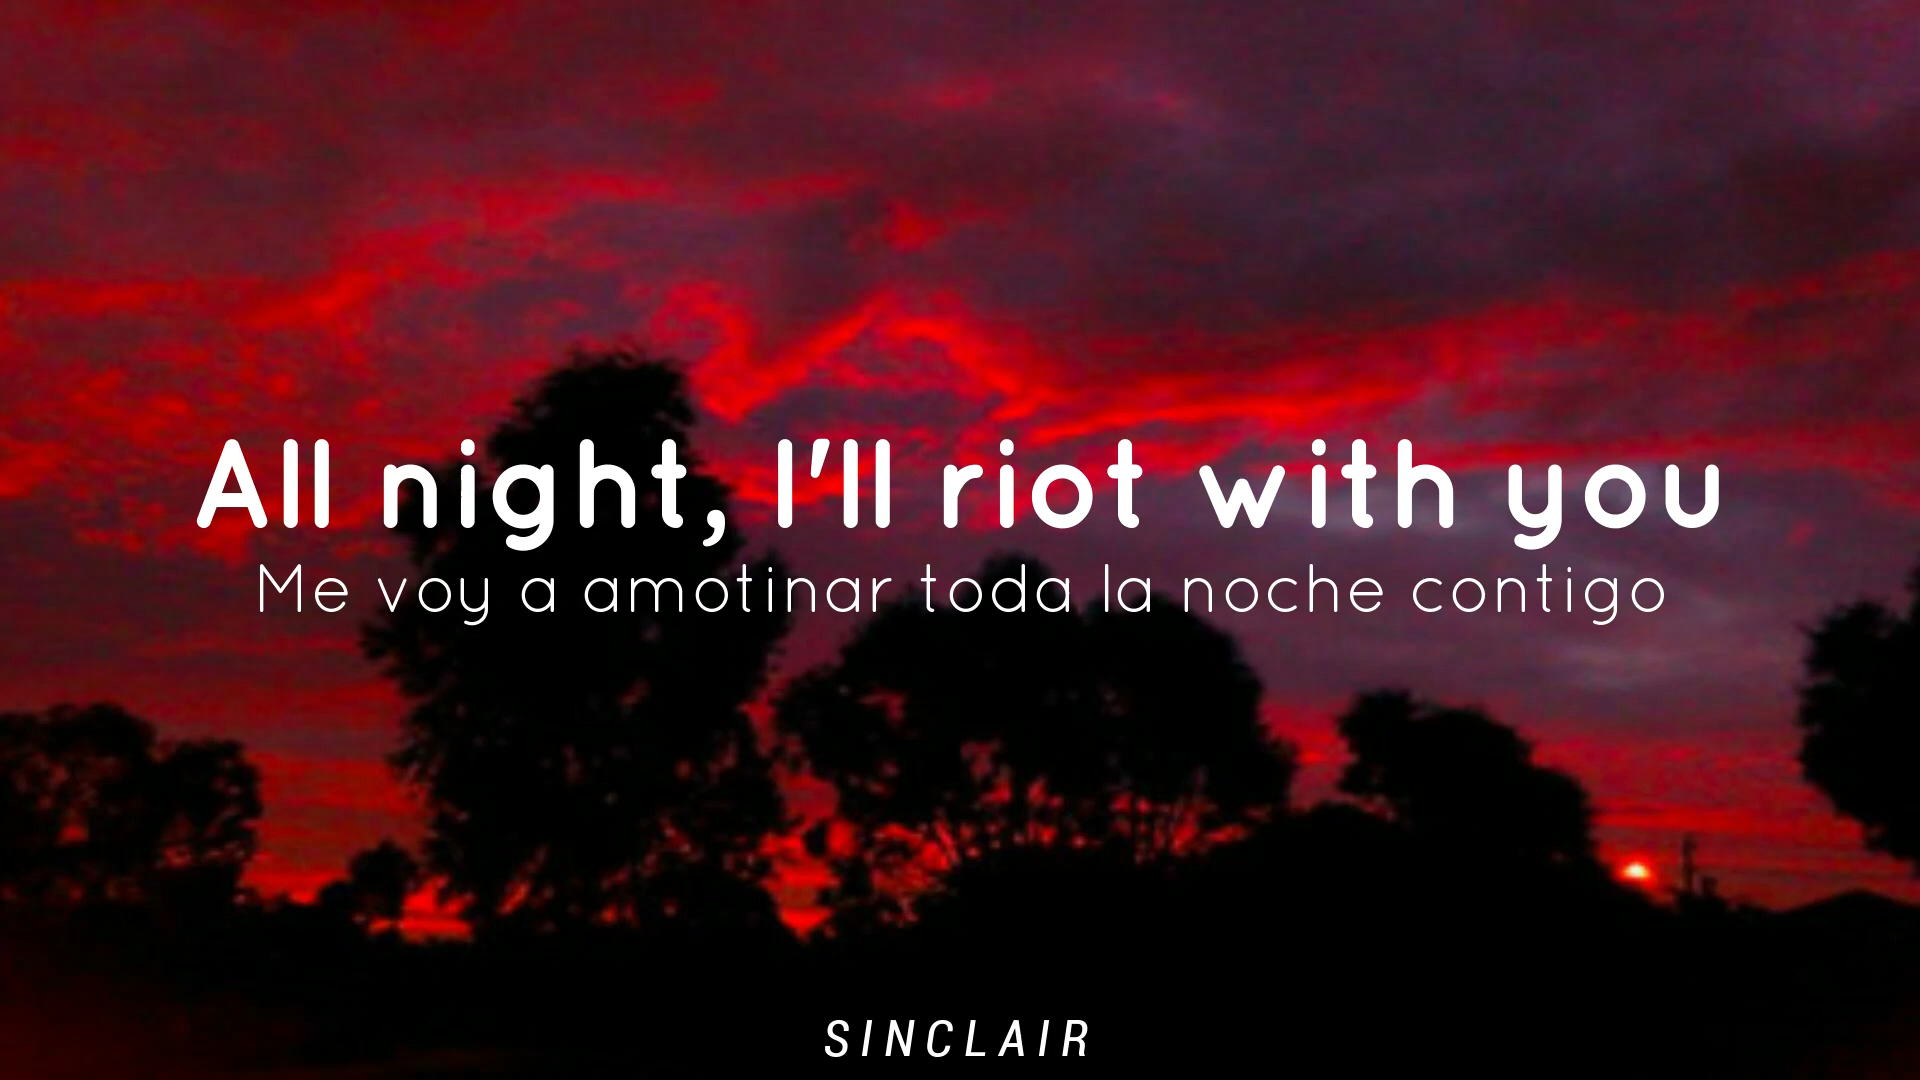 All night, I'll riot with you
Me voy a amotinar toda la noche contigo
SINCLAIR